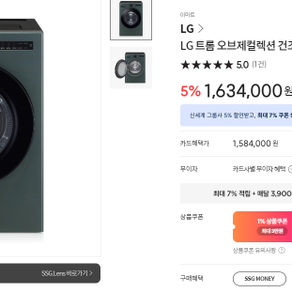 이마트
LG >
LG 트롬 오브제컬렉션 건조
★★★★★ 5.0 (1건)
5% 1,634,000원
신세계 그룹사 5% 할인받고, 최대 7% 쿠폰
카드혜택가 1,584,000 원
무이자 카드사별 무이자 혜택
최대 7% 적립 + 매달 3,900
상품쿠폰
1% 상품쿠폰
최대 3만원
상품쿠폰 유의사항
SSG Lens 바로가기 >
구매혜택 SSG MONEY